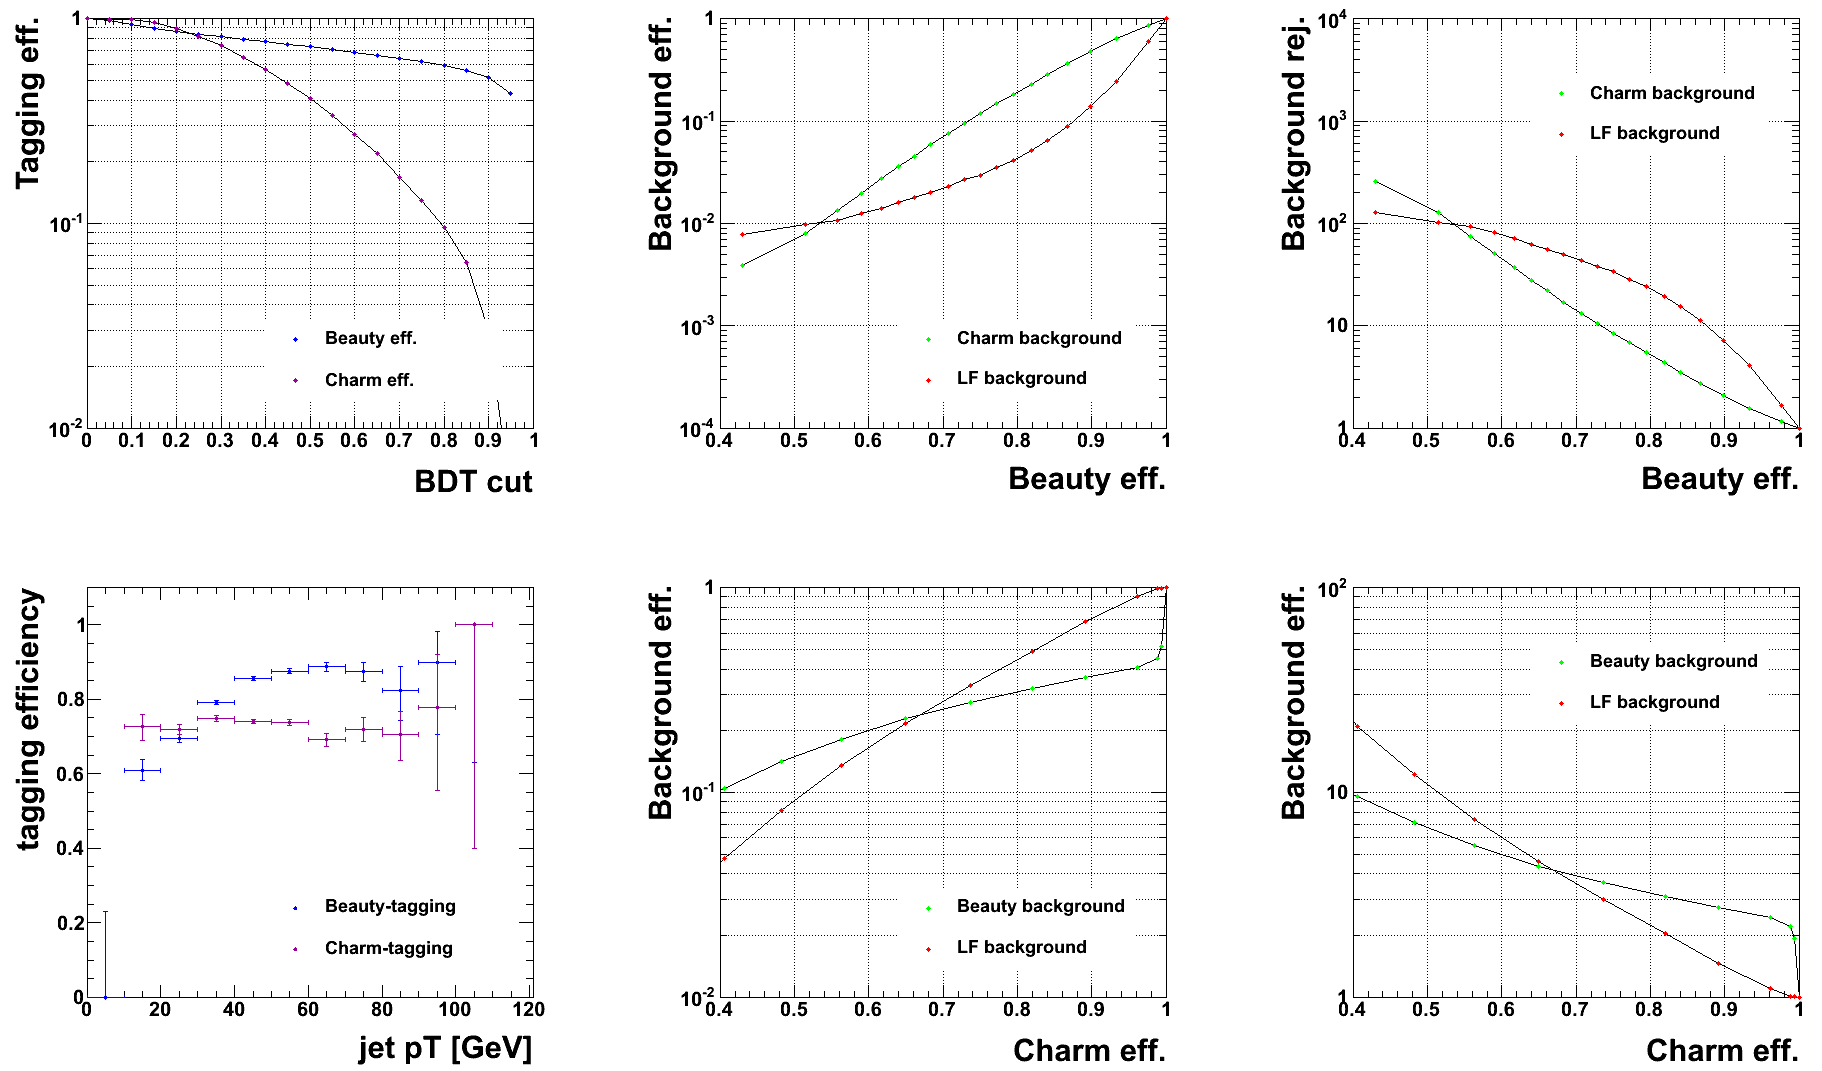 Tagging eff.
1
10-1
10-2
0 0.1 0.2 0.3 0.4 0.5 0.6 0.7 0.8 0.9 1
BDT cut
Beauty eff.
Charm eff.
Background eff.
1
10-1
10-2
10-3
10-4
0.4 0.5 0.6 0.7 0.8 0.9 1
Beauty eff.
Charm background
LF background
Background rej.
104
103
102
10
1
0.4 0.5 0.6 0.7 0.8 0.9 1
Beauty eff.
Charm background
LF background
tagging efficiency
1
0.8
0.6
0.4
0.2
0
0 20 40 60 80 100 120
jet pT [GeV]
Beauty-tagging
Charm-tagging
Background eff.
1
10-1
10-2
0.4 0.5 0.6 0.7 0.8 0.9 1
Charm eff.
Beauty background
LF background
Background eff.
102
10
1
0.4 0.5 0.6 0.7 0.8 0.9 1
Charm eff.
Beauty background
LF background